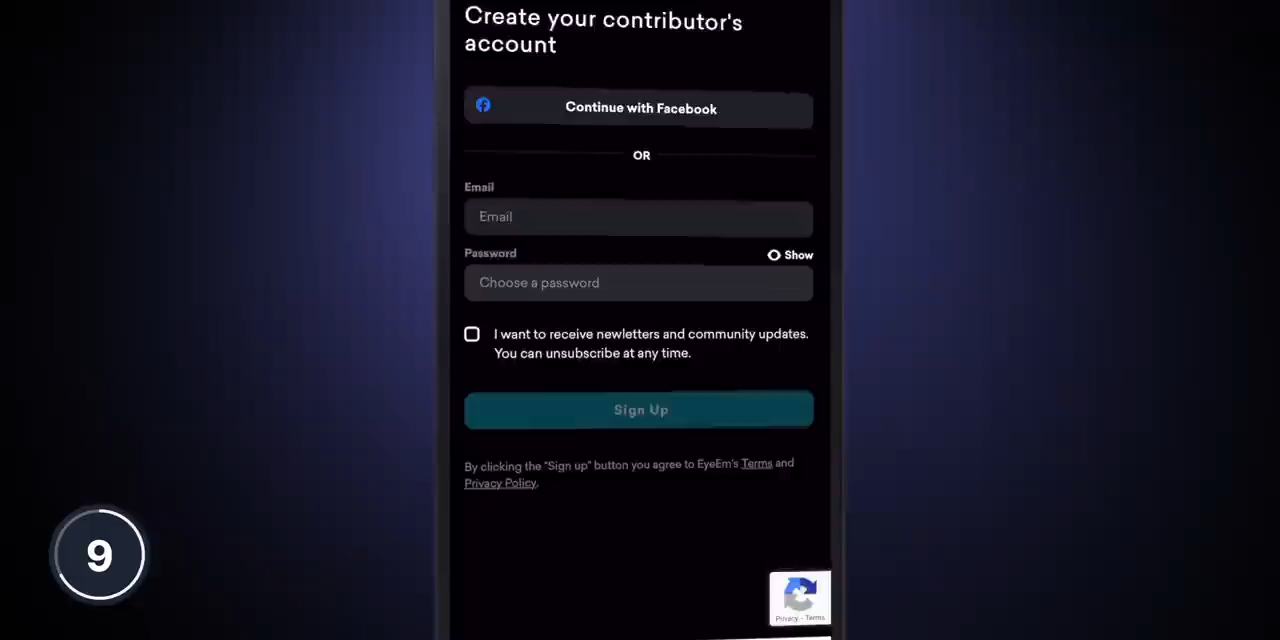 Create your contributor's
account
Continue with Facebook
OR
Email
Email
Password
Show
Choose a password
I want to receive newletters and community updates.
You can unsubscribe at any time.
Sign Up
By clicking the "Sign up" button you agree to EyeEm's Terms and
Privacy Policy.
9
Privacy - Terms